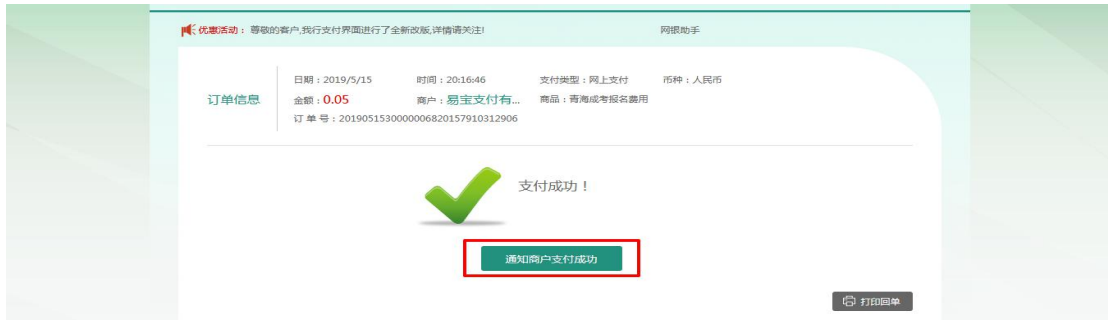 优惠活动：尊敬的客户,我行支付界面进行了全新改版,详情请关注! 网银助手
订单信息
日期：2019/5/15 时间：20:16:46 支付类型：网上支付 币种：人民币
金额：0.05 商户：易宝支付有... 商品：青海成考报名费用
订 单 号：20190515300000006820157910312906
支付成功！
通知商户支付成功
打印回单